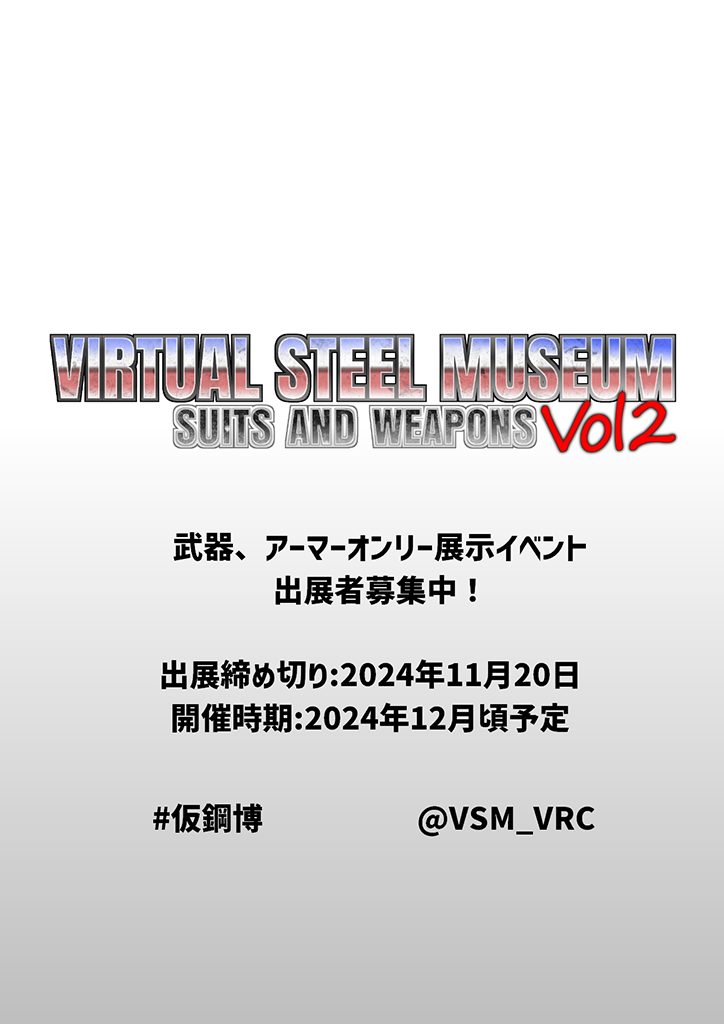 VIRTUAL STEEL MUSEUM
SUITS AND WEAPONS Vol2
武器、アーマーオンリー展示イベント
出展者募集中！
出展締め切り:2024年11月20日
開催時期:2024年12月頃予定
#仮鋼博 @VSM_VRC